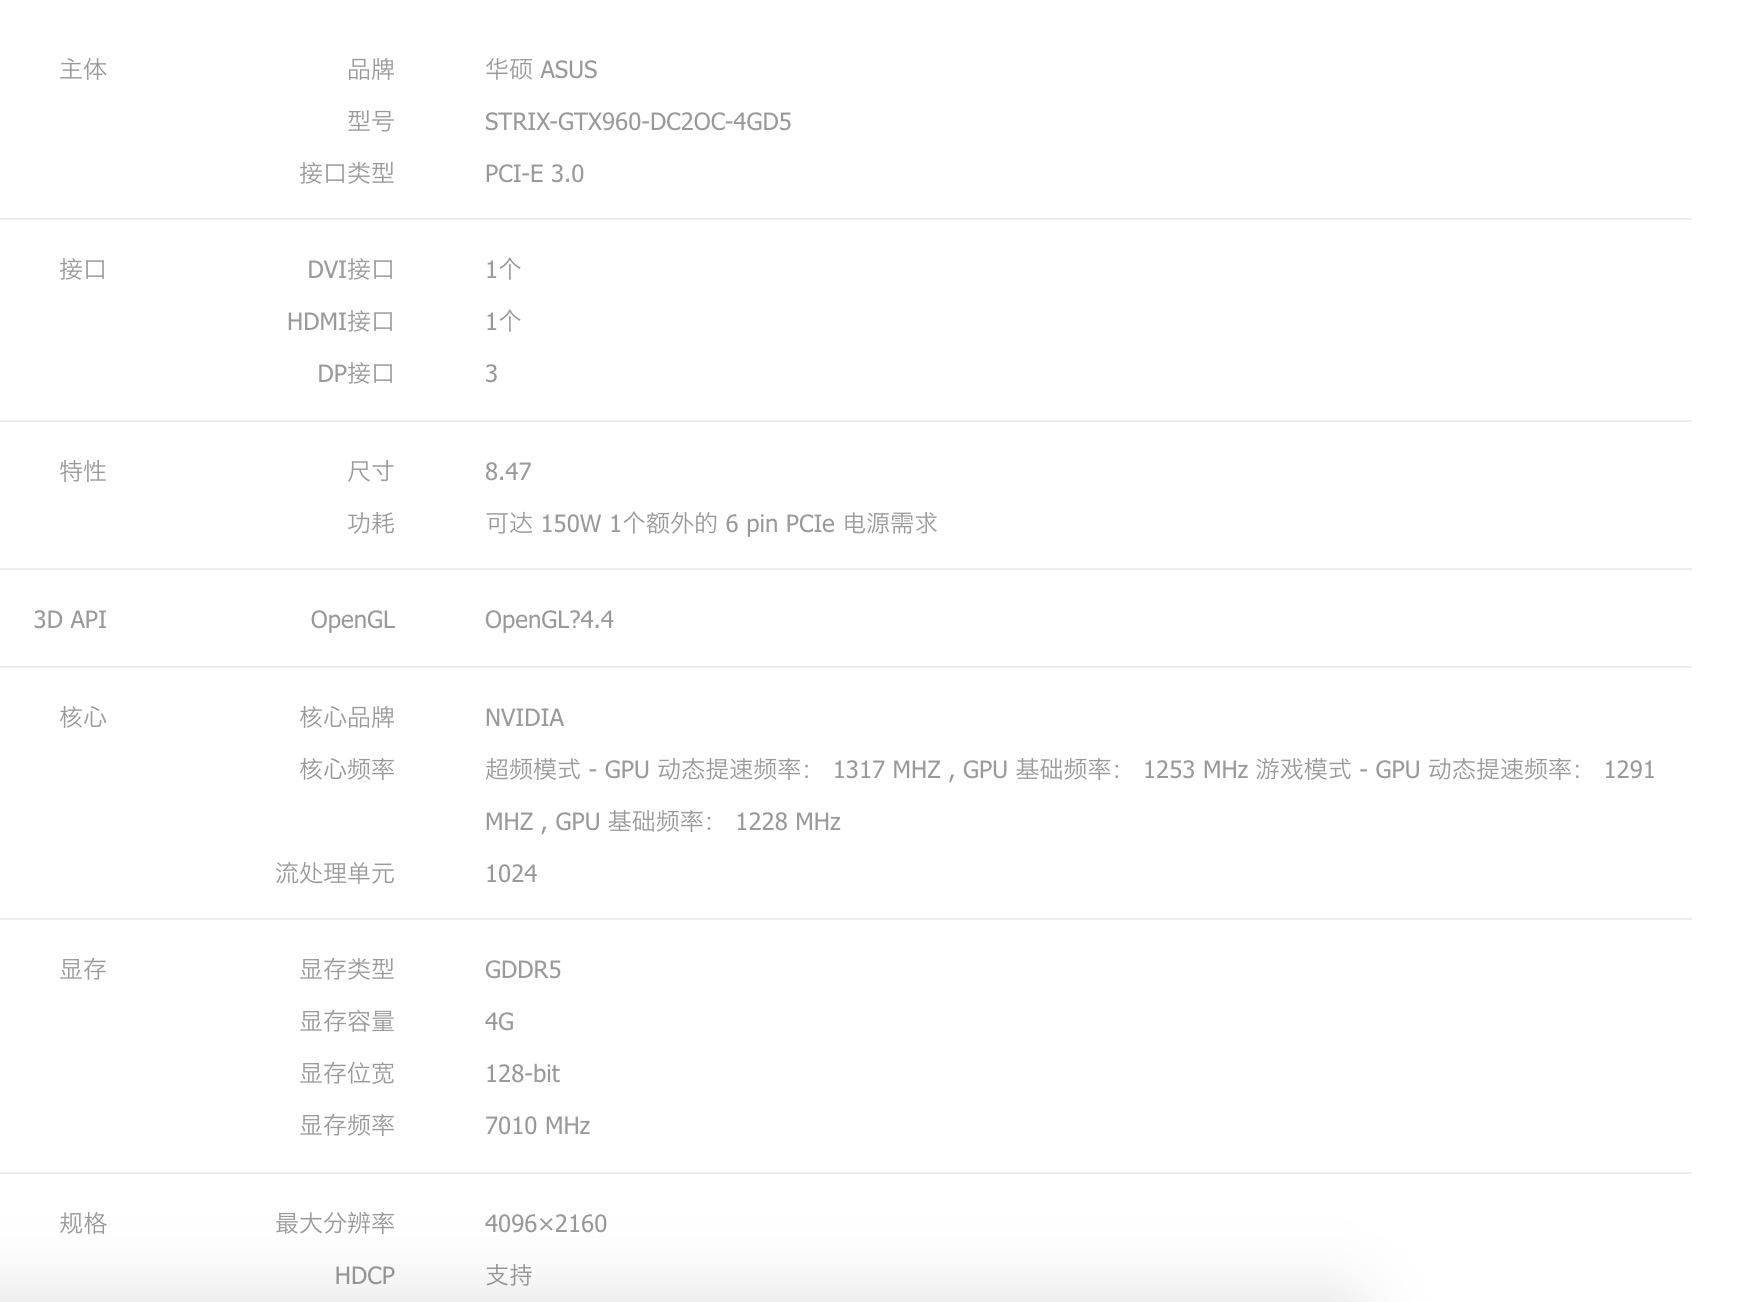 主体 品牌 华硕 ASUS
型号 STRIX-GTX960-DC2OC-4GD5
接口类型 PCI-E 3.0
接口 DVI接口 1个
HDMI接口 1个
DP接口 3
特性 尺寸 8.47
功耗 可达 150W 1个额外的 6 pin PCIe 电源需求
3D API OpenGL OpenGL?4.4
核心 核心品牌 NVIDIA
核心频率 超频模式 - GPU 动态提速频率： 1317 MHZ , GPU 基础频率： 1253 MHz 游戏模式 - GPU 动态提速频率： 1291
MHZ , GPU 基础频率： 1228 MHz
流处理单元 1024
显存 显存类型 GDDR5
显存容量 4G
显存位宽 128-bit
显存频率 7010 MHz
规格 最大分辨率 4096×2160
HDCP 支持